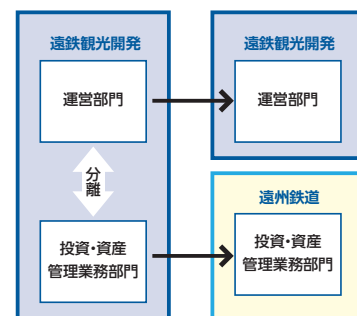 遠鉄観光開発
運営部門
分離
投資・資産
管理業務部門
遠鉄観光開発
運営部門
遠州鉄道
投資・資産
管理業務部門